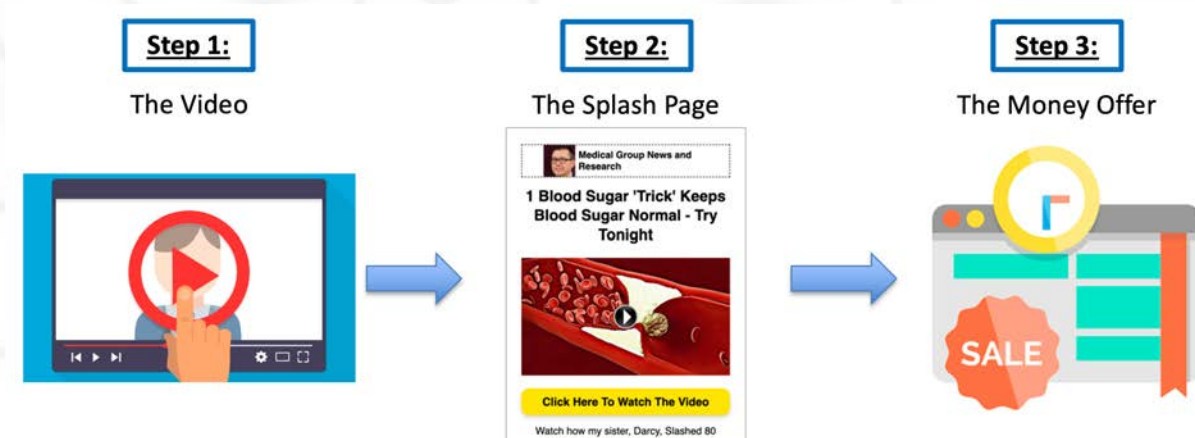 Step 1:
The Video
Step 2:
The Splash Page
Medical Group News and
Research
1 Blood Sugar 'Trick' Keeps
Blood Sugar Normal - Try
Tonight
Click Here To Watch The Video
Watch how my sister, Darcy, Slashed 80
Step 3:
The Money Offer
SALE